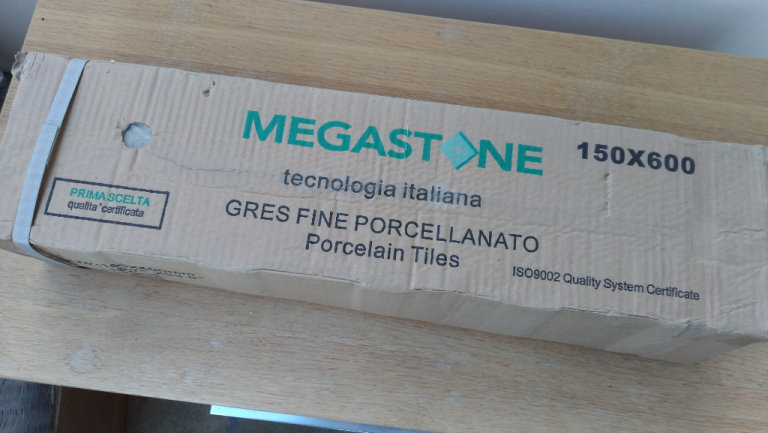 MEGASTONE
150X600
tecnologia italiana
PRIMA SCELTA
qualita' certificata
GRES FINE PORCELLANATO
Porcelain Tiles
ISO9002 Quality System Certificate